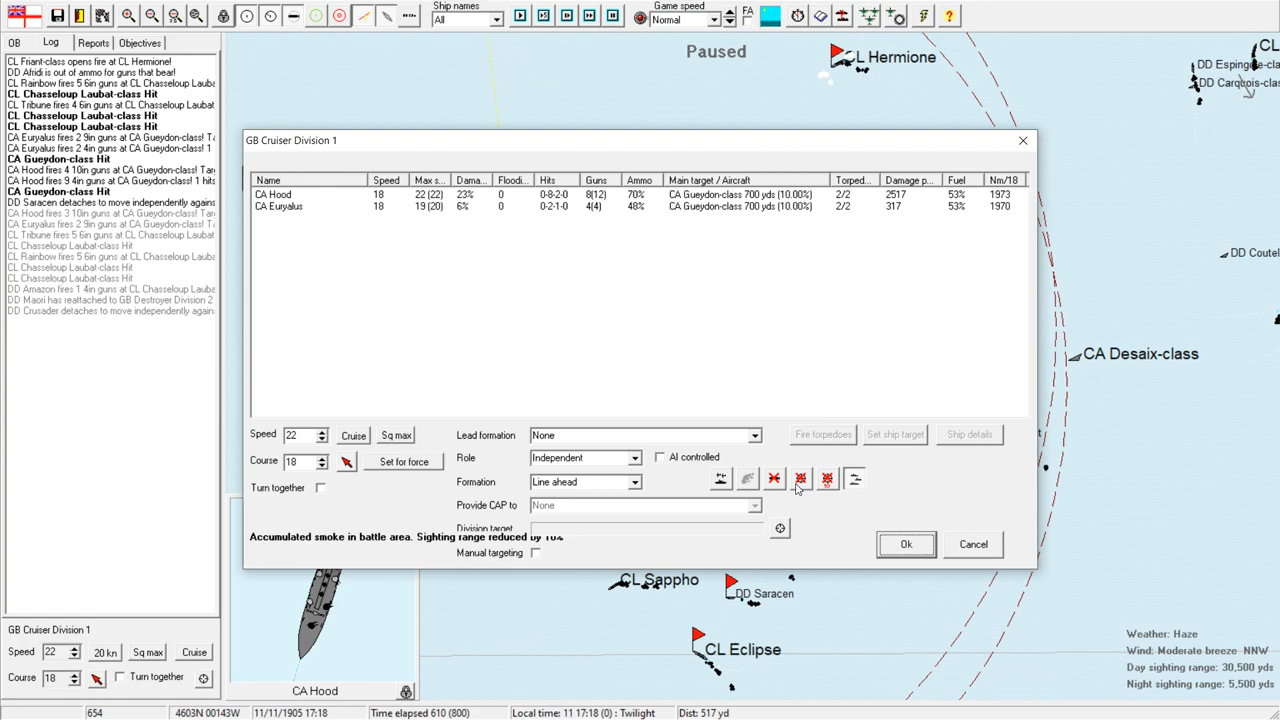 Ship names
All
Game speed
Normal
FA
OB
Log
Reports
Objectives
CL Friant-class opens fire at CL Hermione!
DD Afridi is out of ammo for guns that bear!
CL Rainbow fires 5 6in guns at CL Chasseloup Lauba
CL Chasseloup Laubat-class Hit
CL Tribune fires 4 6in guns at CL Chasseloup Laubat
CL Chasseloup Laubat-class Hit
CL Chasseloup Laubat-class Hit
CA Euryalus fires 2 9in guns at CA Gueydon-class! Ta
CA Euryalus fires 2 4in guns at CA Gueydon-class! 1
CA Gueydon-class Hit
CA Hood fires 4 10in guns at CA Gueydon-class! Targ
CA Hood fires 9 4in guns at CA Gueydon-class! 1 hits
CA Gueydon-class Hit
DD Saracen detaches to move independently agains
CA Hood fires 3 10in guns at CA Gueydon-class!
CA Euryalus fires 2 9in guns at CA Gueydon-class! Ta
CL Tribune fires 5 6in guns at CL Chasseloup Laubat
CL Chasseloup Laubat-class Hit
CL Rainbow fires 5 6in guns at CL Chasseloup Lauba
CL Chasseloup Laubat-class Hit
CL Chasseloup Laubat-class Hit
DD Amazon fires 1 4in guns at CL Chasseloup Laubat
DD Maori has reattached to GB Destroyer Division 2
DD Crusader detaches to move independently again
Paused
CL Hermione
CL
DD Espingole-cla
DD Carquois-clas
DD Coutel
CA Desaix-class
CL Sappho
DD Saracen
CL Eclipse
GB Cruiser Division 1
Name Speed Max s... Dama... Floodi... Hits Guns Ammo Main target / Aircraft Torped... Damage p... Fuel Nm/18
CA Hood 18 22 (22) 23% 0 0-8-2-0 8(12) 70% CA Gueydon-class 700 yds (10.00%) 2/2 2517 53% 1973
CA Euryalus 18 19 (20) 6% 0 0-2-1-0 4(4) 48% CA Gueydon-class 700 yds (10.00%) 2/2 317 53% 1970
Speed 22 Cruise Sq max
Course 18 Set for force
Turn together
Lead formation None
Role Independent AI controlled
Formation Line ahead
Provide CAP to None
Division target
Manual targeting
Fire torpedoes Set ship target Ship details
10
Accumulated smoke in battle area. Sighting range reduced by 10%
Ok Cancel
GB Cruiser Division 1
Speed 22 20 kn Sq max Cruise
Course 18 Turn together
CA Hood
Weather: Haze
Wind: Moderate breeze NNW
Day sighting range: 30,500 yds
Night sighting range: 5,500 yds
654 4603N 00143W 11/11/1905 17:18 Time elapsed 610 (800) Local time: 11 17:18 (0) : Twilight Dist: 517 yd